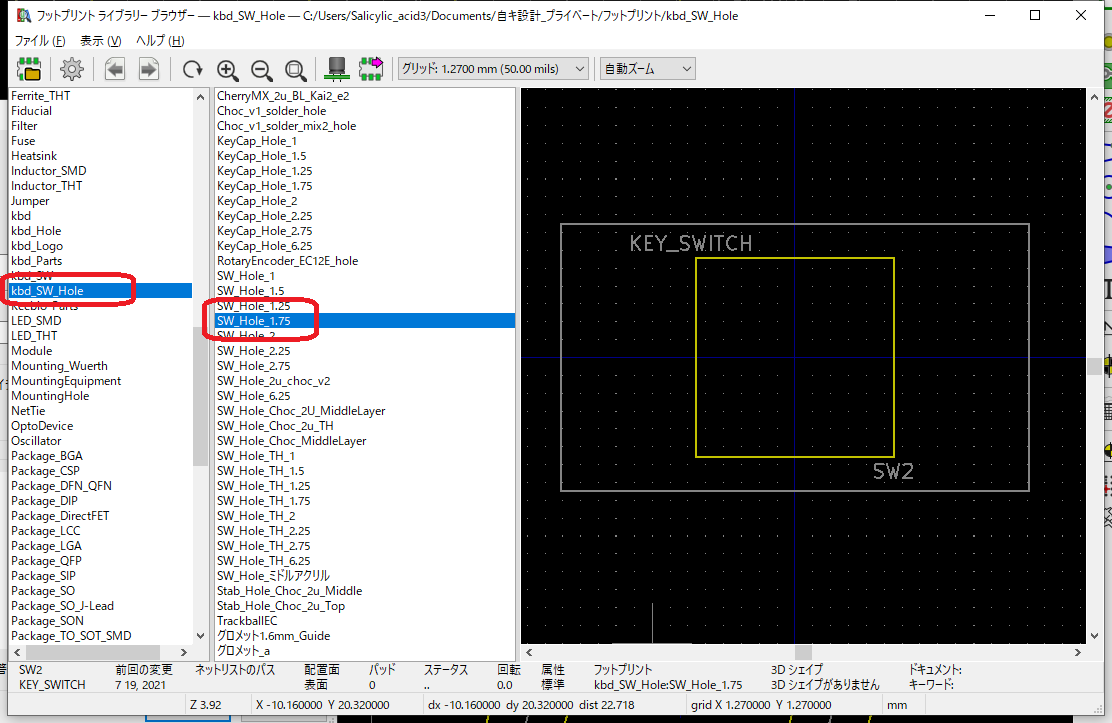 フットプリント ライブラリー ブラウザー — kbd_SW_Hole — C:/Users/Salicylic_acid3/Documents/自キ設計_プライベート/フットプリント/kbd_SW_Hole
ファイル (F) 表示 (V) ヘルプ (H)
グリッド: 1.2700 mm (50.00 mils) 自動ズーム
Ferrite_THT
Fiducial
Filter
Fuse
Heatsink
Inductor_SMD
Inductor_THT
Jumper
kbd
kbd_Hole
kbd_Logo
kbd_Parts
kbd_SW
kbd_SW_Hole
Keebio-Parts
LED_SMD
LED_THT
Module
Mounting_Wuerth
MountingEquipment
MountingHole
NetTie
OptoDevice
Oscillator
Package_BGA
Package_CSP
Package_DFN_QFN
Package_DIP
Package_DirectFET
Package_LCC
Package_LGA
Package_QFP
Package_SIP
Package_SO
Package_SO_J-Lead
Package_SON
Package_TO_SOT_SMD
CherryMX_2u_BL_Kai2_e2
Choc_v1_solder_hole
Choc_v1_solder_mix2_hole
KeyCap_Hole_1
KeyCap_Hole_1.5
KeyCap_Hole_1.25
KeyCap_Hole_1.75
KeyCap_Hole_2
KeyCap_Hole_2.25
KeyCap_Hole_2.75
KeyCap_Hole_6.25
RotaryEncoder_EC12E_hole
SW_Hole_1
SW_Hole_1.5
SW_Hole_1.25
SW_Hole_1.75
SW_Hole_2
SW_Hole_2.25
SW_Hole_2.75
SW_Hole_2u_choc_v2
SW_Hole_6.25
SW_Hole_Choc_2U_MiddleLayer
SW_Hole_Choc_2u_TH
SW_Hole_Choc_MiddleLayer
SW_Hole_TH_1
SW_Hole_TH_1.5
SW_Hole_TH_1.25
SW_Hole_TH_1.75
SW_Hole_TH_2
SW_Hole_TH_2.25
SW_Hole_TH_2.75
SW_Hole_TH_6.25
SW_Hole_ミドルアクリル
Stab_Hole_Choc_2u_Middle
Stab_Hole_Choc_2u_Top
TrackballEC
グロメット1.6mm_Guide
グロメット_a
KEY_SWITCH
SW2
SW2 前回の変更 ネットリストのパス 配置面 パッド ステータス 回転 属性 フットプリント 3D シェイプ ドキュメント:
KEY_SWITCH 7 19, 2021 表面 0 .. 0.0 標準 kbd_SW_Hole:SW_Hole_1.75 3D シェイプがありません キーワード:
Z 3.92 X -10.160000 Y 20.320000 dx -10.160000 dy 20.320000 dist 22.718 grid X 1.270000 Y 1.270000 mm